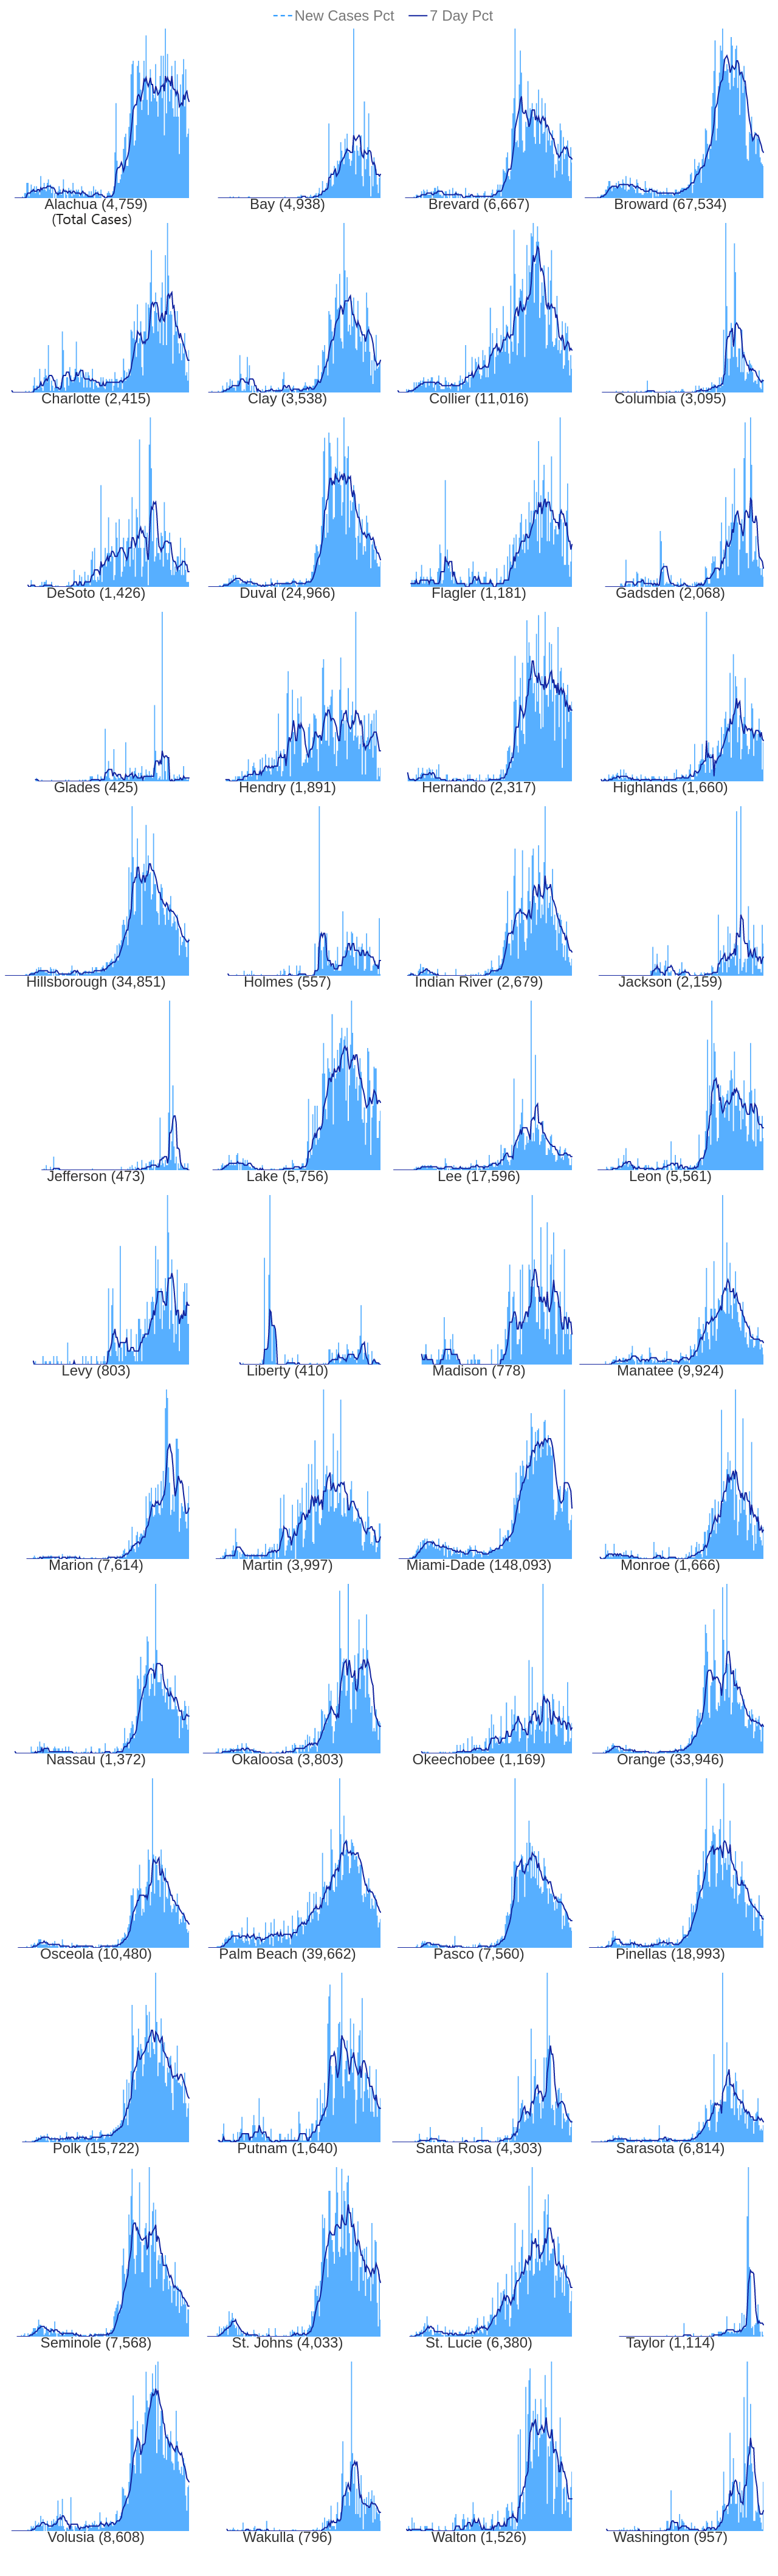 New Cases Pct 7 Day Pct
Alachua (4,759) Bay (4,938) Brevard (6,667) Broward (67,534)
(Total Cases)
Charlotte (2,415) Clay (3,538) Collier (11,016) Columbia (3,095)
DeSoto (1,426) Duval (24,966) Flagler (1,181) Gadsden (2,068)
Glades (425) Hendry (1,891) Hernando (2,317) Highlands (1,660)
Hillsborough (34,851) Holmes (557) Indian River (2,679) Jackson (2,159)
Jefferson (473) Lake (5,756) Lee (17,596) Leon (5,561)
Levy (803) Liberty (410) Madison (778) Manatee (9,924)
Marion (7,614) Martin (3,997) Miami-Dade (148,093) Monroe (1,666)
Nassau (1,372) Okaloosa (3,803) Okeechobee (1,169) Orange (33,946)
Osceola (10,480) Palm Beach (39,662) Pasco (7,560) Pinellas (18,993)
Polk (15,722) Putnam (1,640) Santa Rosa (4,303) Sarasota (6,814)
Seminole (7,568) St. Johns (4,033) St. Lucie (6,380) Taylor (1,114)
Volusia (8,608) Wakulla (796) Walton (1,526) Washington (957)